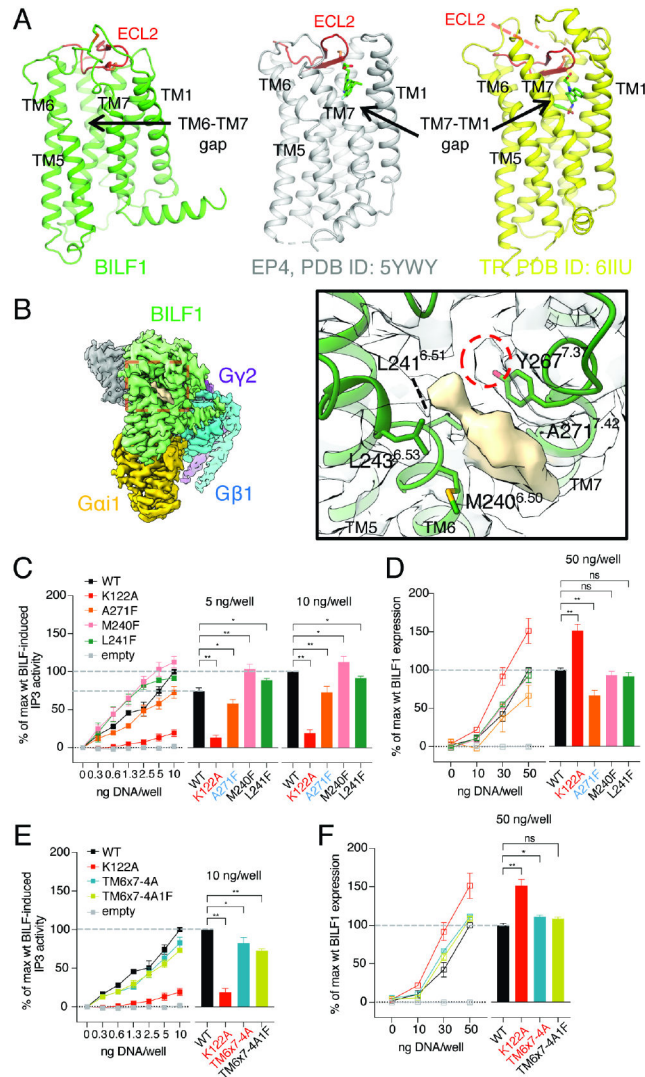 A
ECL2
TM6
TM7
TM1
TM5
TM6-TM7
gap
BILF1
ECL2
TM6
TM7
TM1
TM5
TM7-TM1
gap
EP4, PDB ID: 5YWY
ECL2
TM6
TM7
TM1
TM5
TP, PDB ID: 6IIU
B
BILF1
Gγ2
Gαi1
Gβ1
L241 6.51
Y267 7.3
A271 7.42
L243 6.53
M240 6.50
TM7
TM5
TM6
C
WT
K122A
A271F
M240F
L241F
empty
5 ng/well
10 ng/well
% of max wt BILF-induced
IP3 activity
200
150
100
50
0
**
*
**
*
**
*
*
*
0 0.3 0.6 1.3 2.5 5 10
ng DNA/well
WT
K122A
A271F
M240F
L241F
WT
K122A
A271F
M240F
L241F
D
50 ng/well
% of max wt BILF1 expression
200
150
100
50
0
ns
ns
**
**
0 10 30 50
ng DNA/well
WT
K122A
A271F
M240F
L241F
E
WT
K122A
TM6x7-4A
TM6x7-4A1F
empty
10 ng/well
% of max wt BILF-induced
IP3 activity
200
150
100
50
0
**
*
**
0 0.3 0.6 1.3 2.5 5 10
ng DNA/well
WT
K122A
TM6x7-4A
TM6x7-4A1F
F
50 ng/well
% of max wt BILF1 expression
200
150
100
50
0
ns
*
**
0 10 30 50
ng DNA/well
WT
K122A
TM6x7-4A
TM6x7-4A1F